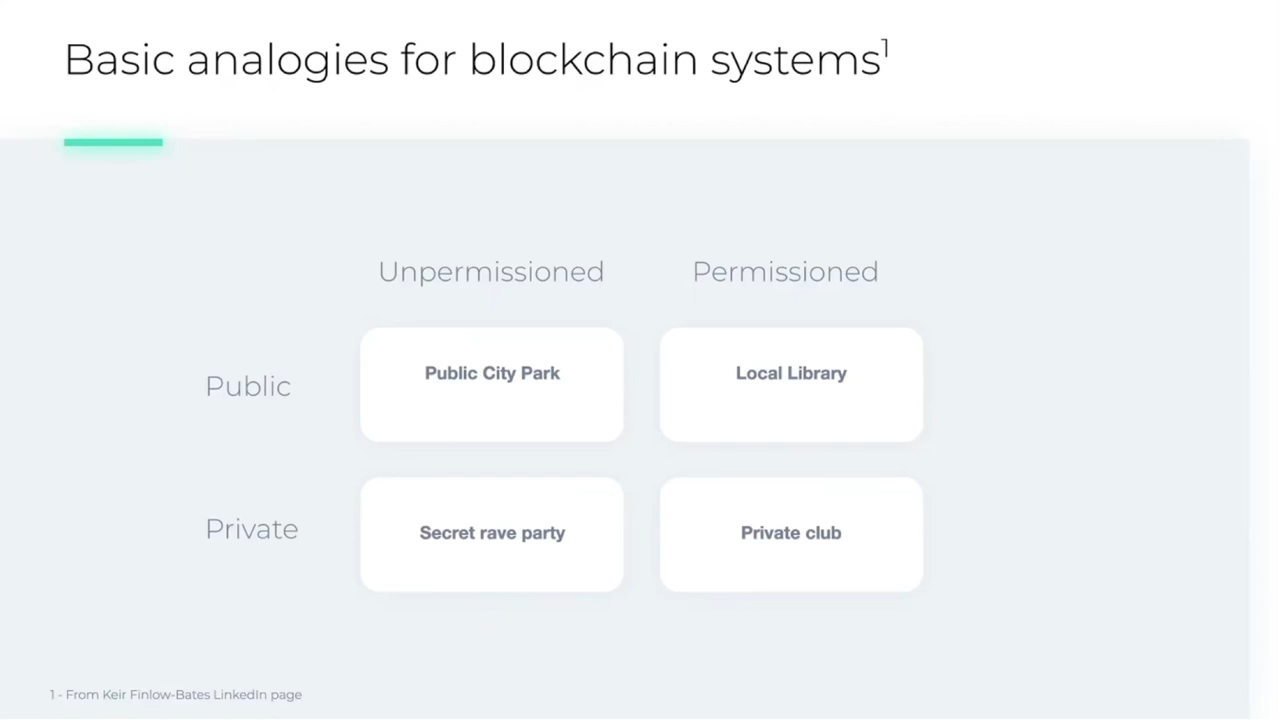 Basic analogies for blockchain systems1
Unpermissioned Permissioned
Public Public City Park Local Library
Private Secret rave party Private club
1 - From Keir Finlow-Bates LinkedIn page